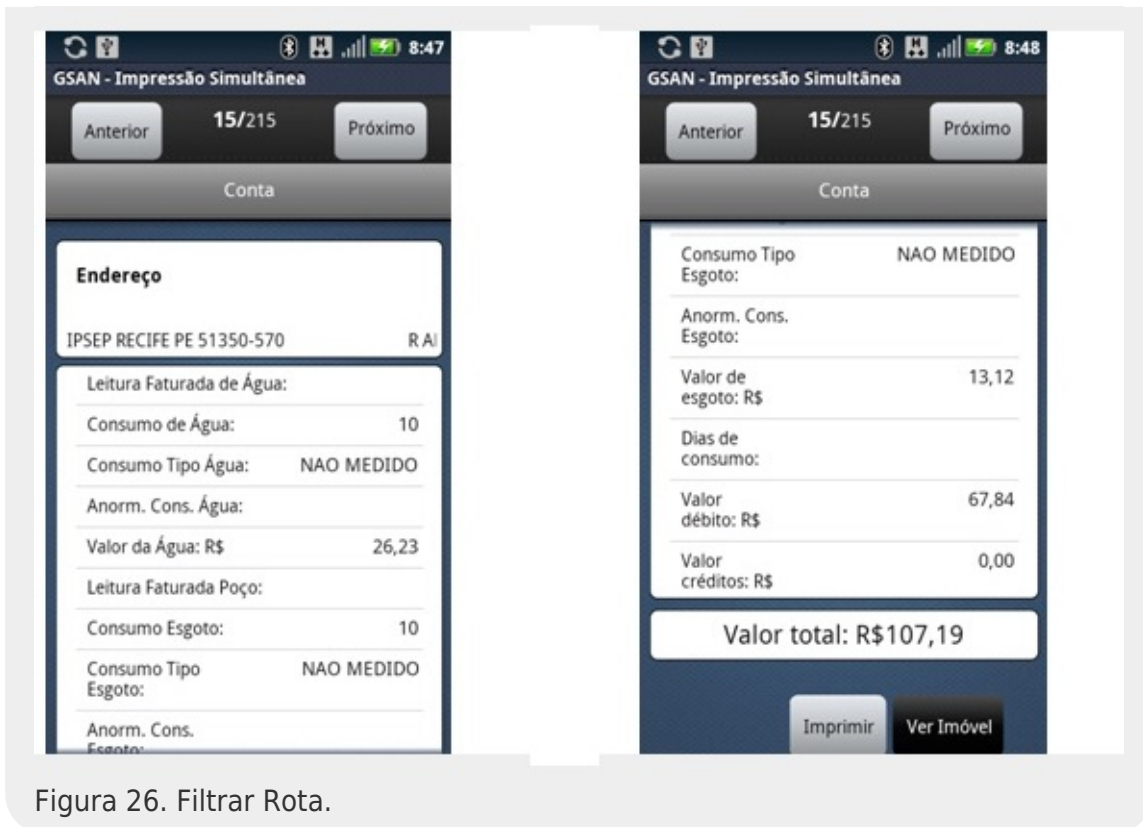 8:47
GSAN - Impressão Simultânea
Anterior
15/215
Próximo
Conta
Endereço
IPSEP RECIFE PE 51350-570 R
Leitura Faturada de Água:
Consumo de Água: 10
Consumo Tipo Água: NAO MEDIDO
Anorm. Cons. Água:
Valor da Água: R$ 26,23
Leitura Faturada Poço:
Consumo Esgoto: 10
Consumo Tipo NAO MEDIDO
Esgoto:
Anorm. Cons.
Esgoto:
8:48
GSAN - Impressão Simultânea
Anterior
15/215
Próximo
Conta
Consumo Tipo NAO MEDIDO
Esgoto:
Anorm. Cons.
Esgoto:
Valor de 13,12
esgoto: R$
Dias de
consumo:
Valor 67,84
débito: R$
Valor 0,00
créditos: R$
Valor total: R$107,19
Imprimir
Ver Imóvel
Figura 26. Filtrar Rota.